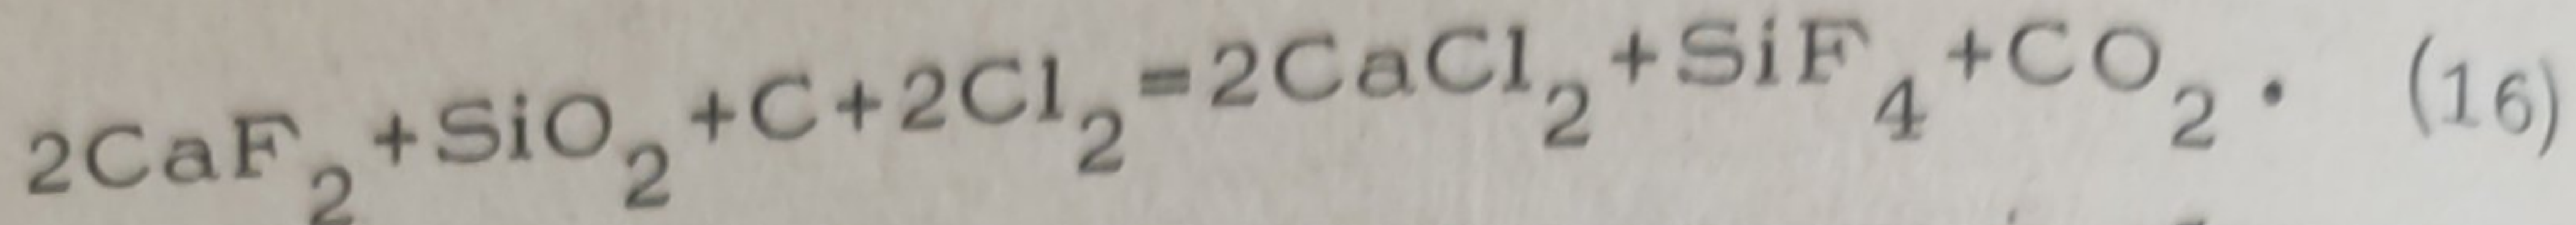 2CaF₂+SiO₂+C+2Cl₂=2CaCl₂+SiF₄+CO₂. (16)